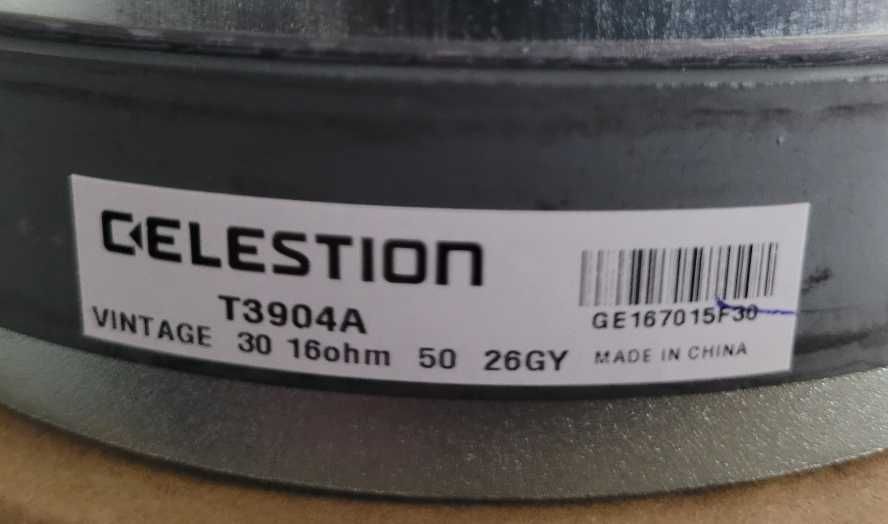 CELESTION
T3904A
VINTAGE 30 16ohm 50 26GY
GE167015F30
MADE IN CHINA